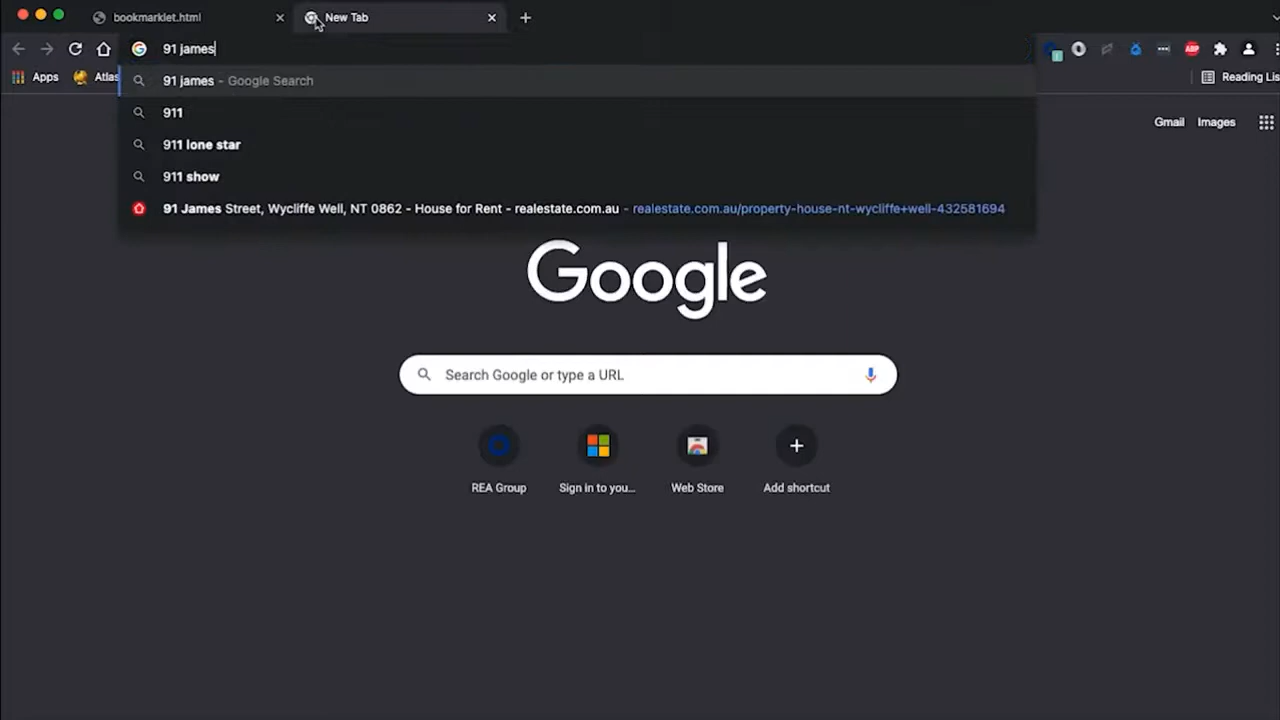 bookmarklet.html
New Tab
91 james
Apps
Atlas
Reading Lis
91 james - Google Search
911
911 lone star
911 show
91 James Street, Wycliffe Well, NT 0862 - House for Rent - realestate.com.au - realestate.com.au/property-house-nt-wycliffe+well-432581694
Gmail Images
Google
Search Google or type a URL
REA Group
Sign in to you...
Web Store
Add shortcut
ABP